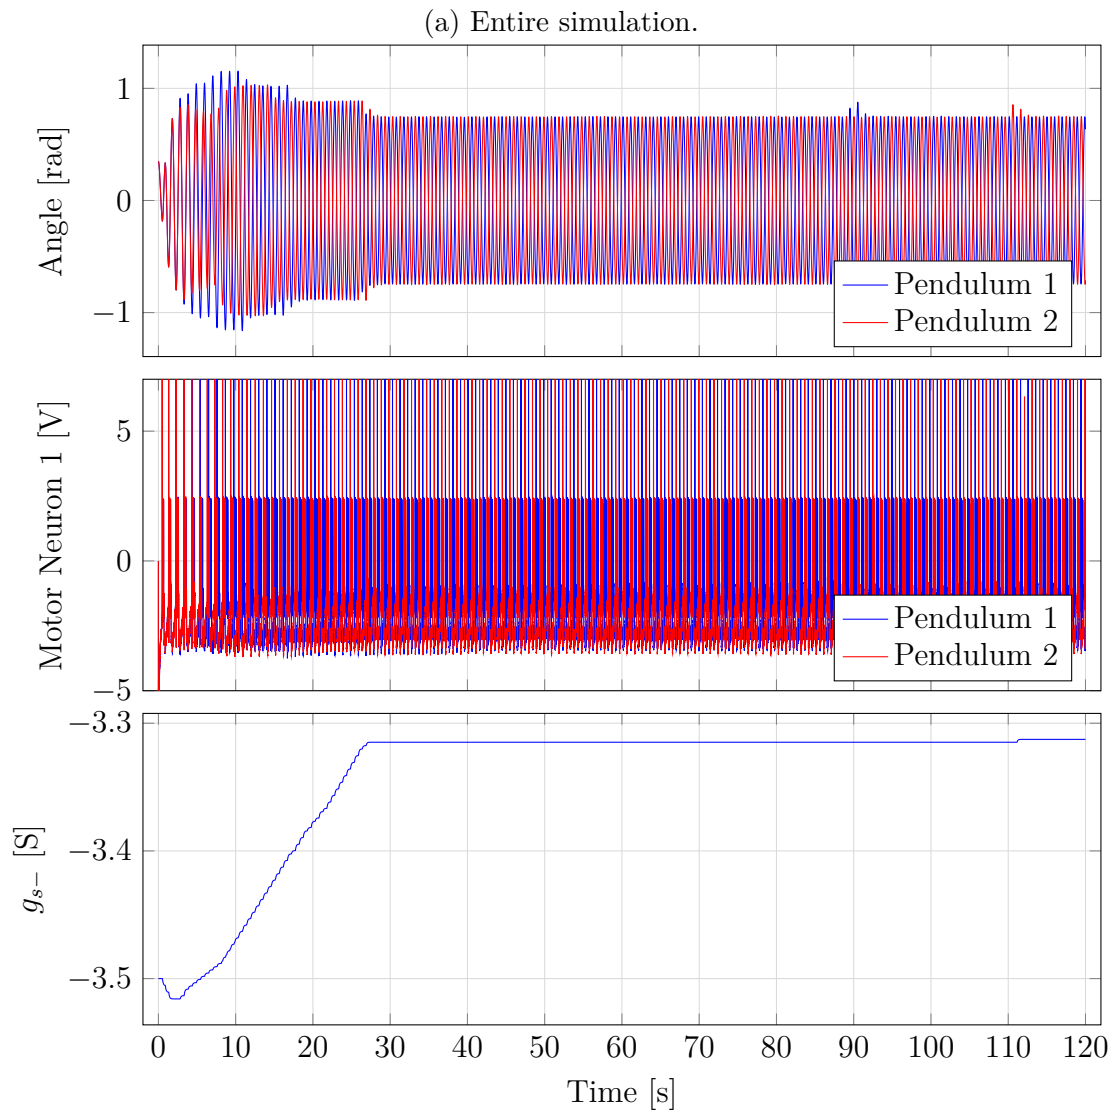 (a) Entire simulation.
1
0
−1
Angle [rad]
Pendulum 1
Pendulum 2
5
0
−5
Motor Neuron 1 [V]
Pendulum 1
Pendulum 2
−3.3
−3.4
−3.5
g_{s−} [S]
0 10 20 30 40 50 60 70 80 90 100 110 120
Time [s]